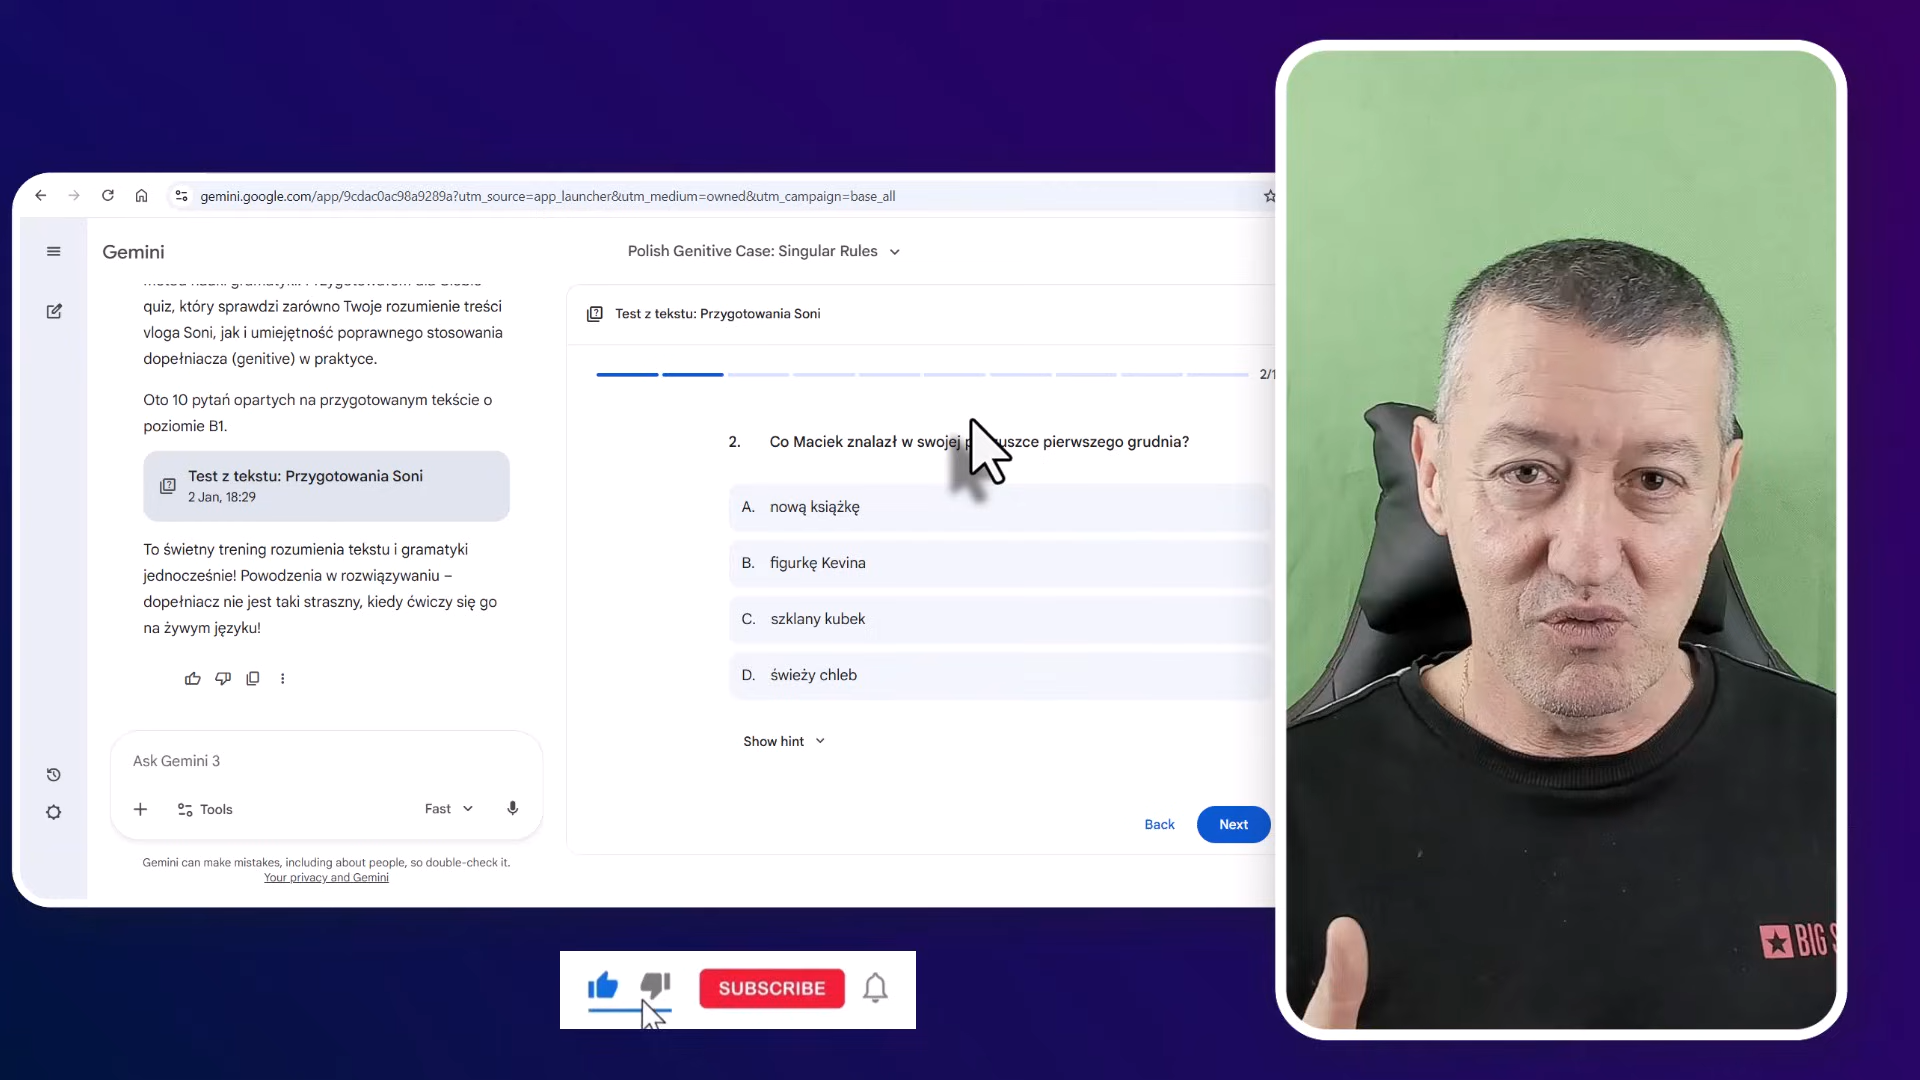 gemini.google.com/app/9cdac0ac98a9289a?utm_source=app_launcher&utm_medium=owned&utm_campaign=base_all
Gemini
Polish Genitive Case: Singular Rules
quiz, który sprawdzi zarówno Twoje rozumienie treści
vloga Soni, jak i umiejętność poprawnego stosowania
dopełniacza (genitive) w praktyce.
Oto 10 pytań opartych na przygotowanym tekście o
poziomie B1.
Test z tekstu: Przygotowania Soni
2 Jan, 18:29
To świetny trening rozumienia tekstu i gramatyki
jednocześnie! Powodzenia w rozwiązywaniu –
dopełniacz nie jest taki straszny, kiedy ćwiczy się go
na żywym języku!
Ask Gemini 3
Tools
Fast
Gemini can make mistakes, including about people, so double-check it.
Your privacy and Gemini
Test z tekstu: Przygotowania Soni
2/1
2. Co Maciek znalazł w swojej pierwszego grudnia?
A. nową książkę
B. figurkę Kevina
C. szklany kubek
D. świeży chleb
Show hint
Back
Next
SUBSCRIBE
BIG S